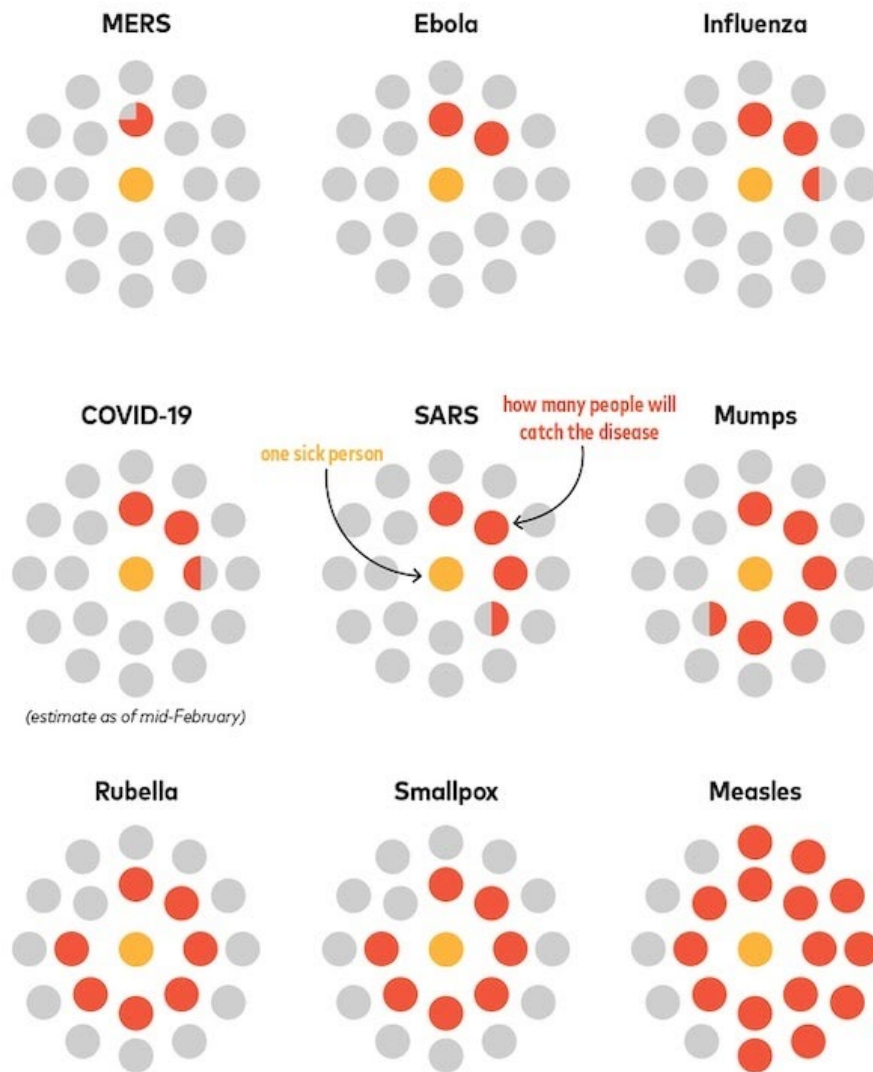 MERS
Ebola
Influenza
COVID-19
SARS
Mumps
one sick person
how many people will
catch the disease
(estimate as of mid-February)
Rubella
Smallpox
Measles